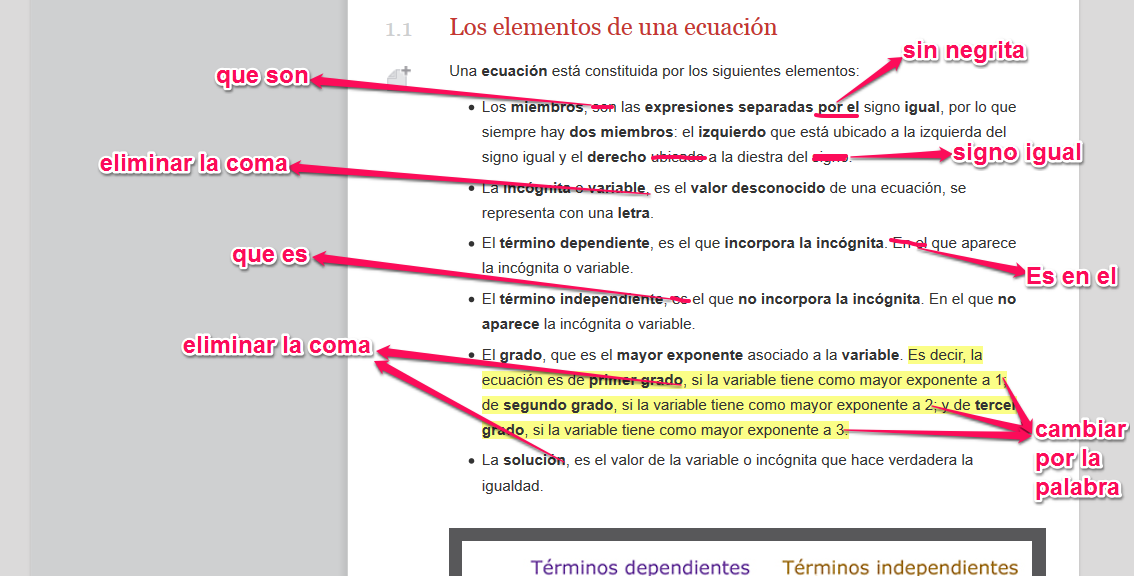 1.1 Los elementos de una ecuación
sin negrita
que son
Una ecuación está constituida por los siguientes elementos:
• Los miembros, son las expresiones separadas por el signo igual, por lo que
siempre hay dos miembros: el izquierdo que está ubicado a la izquierda del
signo igual y el derecho ubicado a la diestra del signo.
signo igual
eliminar la coma
• La incógnita o variable, es el valor desconocido de una ecuación, se
representa con una letra.
• El término dependiente, es el que incorpora la incógnita. En el que aparece
la incógnita o variable.
que es
Es en el
• El término independiente, es el que no incorpora la incógnita. En el que no
aparece la incógnita o variable.
eliminar la coma
• El grado, que es el mayor exponente asociado a la variable. Es decir, la
ecuación es de primer grado, si la variable tiene como mayor exponente a 1;
de segundo grado, si la variable tiene como mayor exponente a 2; y de tercer
grado, si la variable tiene como mayor exponente a 3.
cambiar
por la
palabra
• La solución, es el valor de la variable o incógnita que hace verdadera la
igualdad.
Términos dependientes Términos independientes